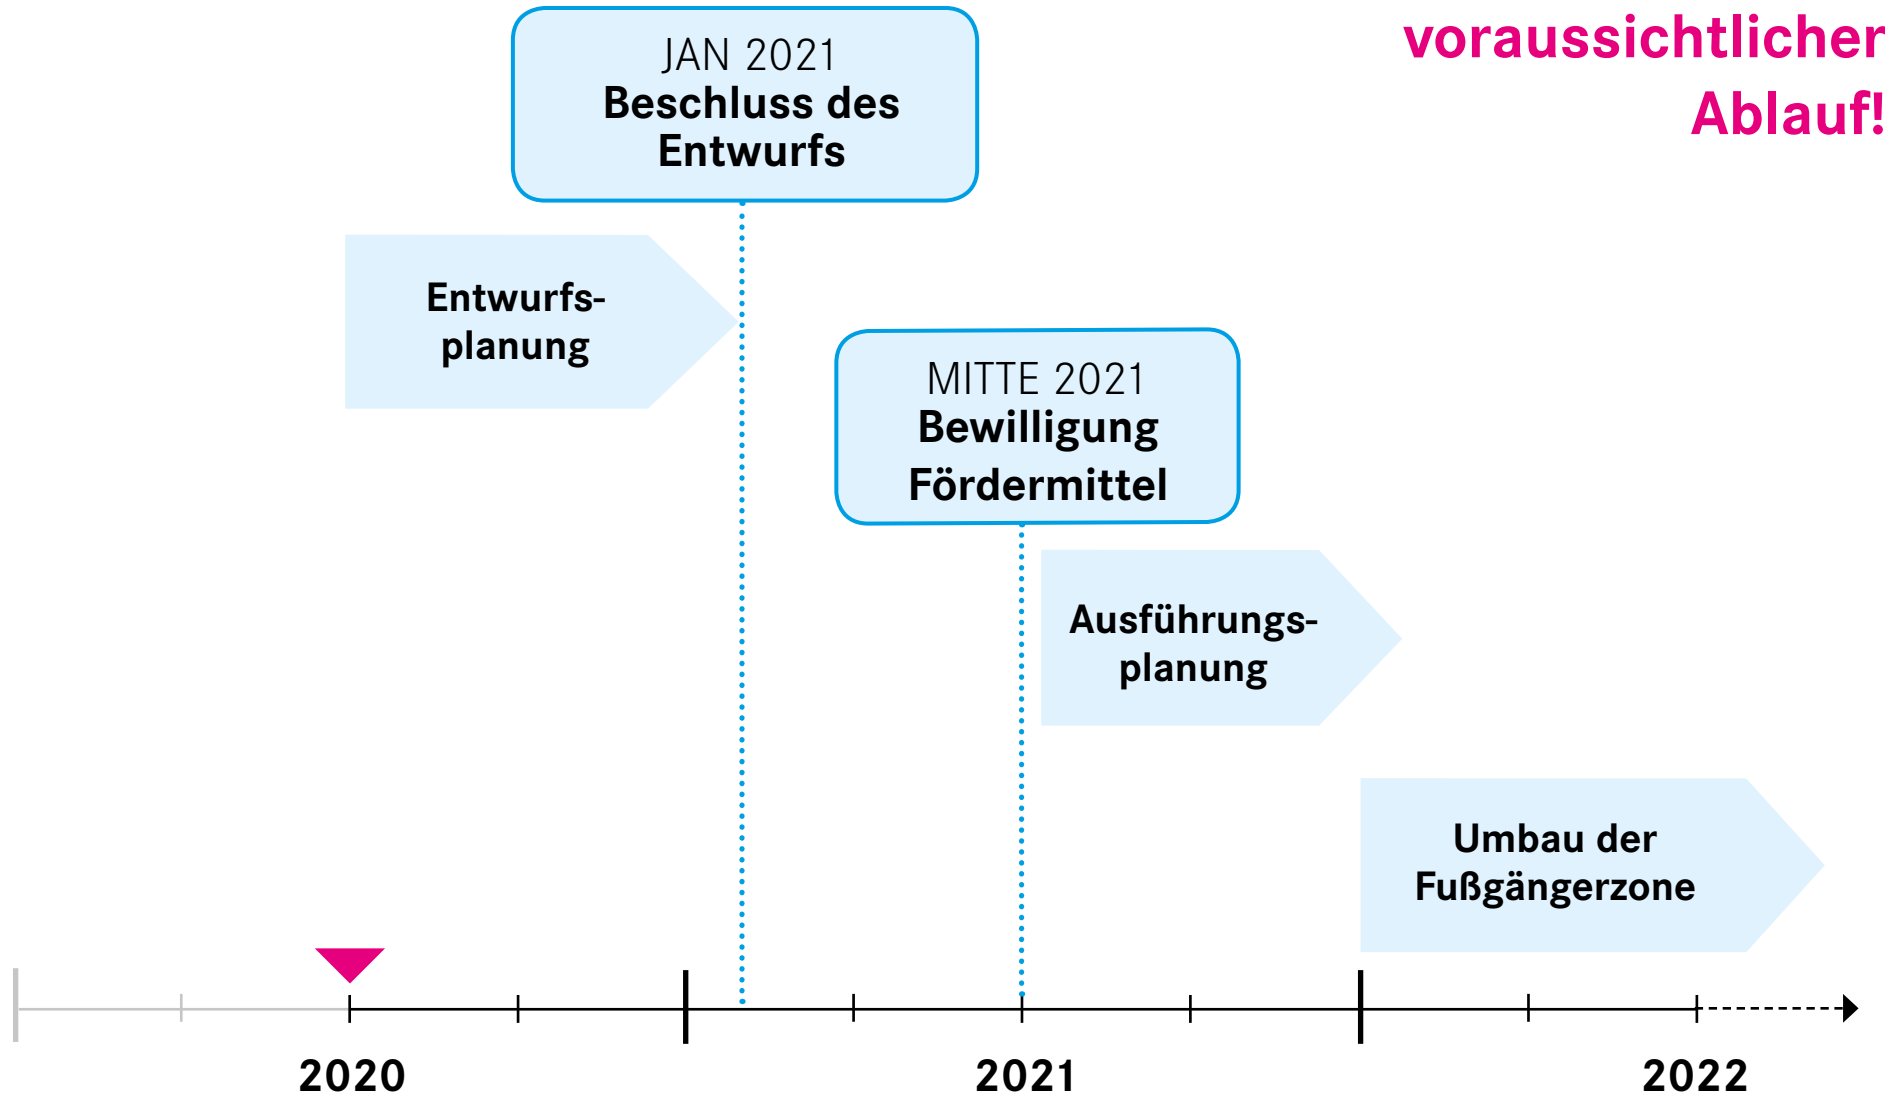 voraussichtlicher
Ablauf!
JAN 2021
Beschluss des
Entwurfs
Entwurfs-
planung
MITTE 2021
Bewilligung
Fördermittel
Ausführungs-
planung
Umbau der
Fußgängerzone
2020
2021
2022